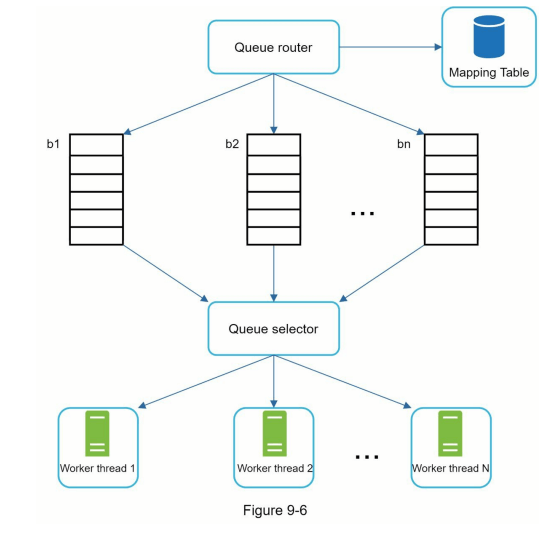 Queue router
Mapping Table
b1
b2
bn
...
Queue selector
Worker thread 1
Worker thread 2
...
Worker thread N
Figure 9-6